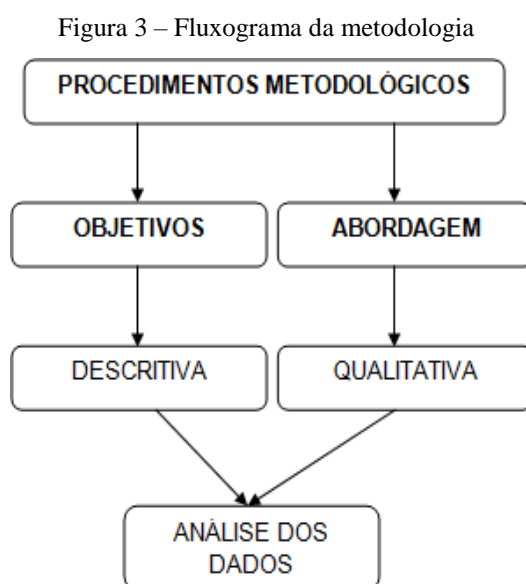 Figura 3 – Fluxograma da metodologia
PROCEDIMENTOS METODOLÓGICOS
OBJETIVOS
ABORDAGEM
DESCRITIVA
QUALITATIVA
ANÁLISE DOS
DADOS